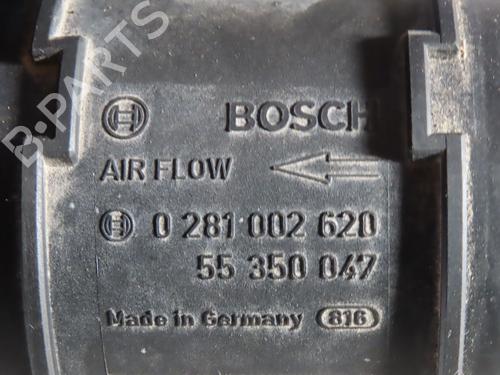 B-PARTS
BOSCH
AIR FLOW
0 281 002 620
55 350 047
Made in Germany 816